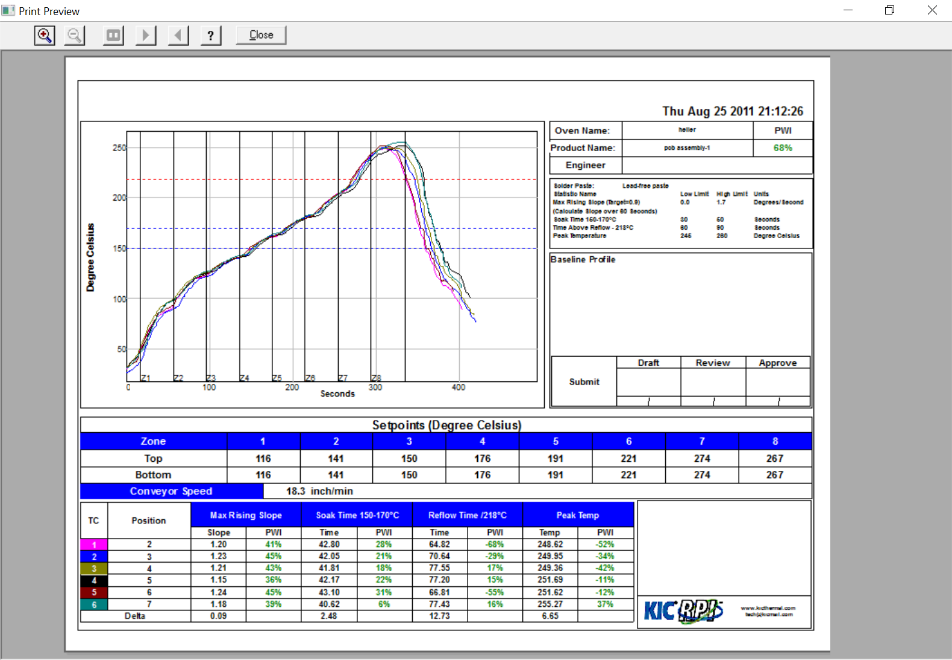 Print Preview
? Close
Thu Aug 25 2011 21:12:26
Oven Name: heller PWI
Product Name: pcb assembly-1 68%
Engineer
Solder Paste: Lead-free paste
Statistic Name Low Limit High Limit Units
Max Rising Slope (Target=0.8) 0.0 1.7 Degrees/Second
(Calculate Slope over 60 Seconds)
Soak Time 150-170°C Seconds
Time Above Reflow - 218°C 60 90 Seconds
Peak Temperature 245 260 Degree Celsius
Baseline Profile
Draft Review Approve
Submit
/ / /
Degree Celsius
250
200
150
100
50
Z1 Z2 Z3 Z4 Z5 Z6 Z7 Z8
0 100 200 300 400
Seconds
Setpoints (Degree Celsius)
Zone 1 2 3 4 5 6 7 8
Top 116 141 150 176 191 221 274 267
Bottom 116 141 150 176 191 221 274 267
Conveyor Speed 18.3 inch/min
TC Position Max Rising Slope Soak Time 150-170°C Reflow Time /218°C Peak Temp
Slope PWI Time PWI Time PWI Temp PWI
1 2 1.20 41% 42.80 28% 64.82 -68% 248.62 -52%
2 3 1.23 45% 42.05 21% 70.64 -29% 249.95 -34%
3 4 1.21 43% 41.81 18% 77.55 17% 249.36 -42%
4 5 1.15 36% 42.17 22% 77.20 15% 251.69 -11%
5 6 1.24 45% 43.10 31% 66.81 -55% 251.62 -12%
6 7 1.18 39% 40.62 6% 77.43 16% 255.27 37%
Delta 0.09 2.48 12.73 6.65
KIC RPI
www.kicthermal.com
tech@kicmail.com